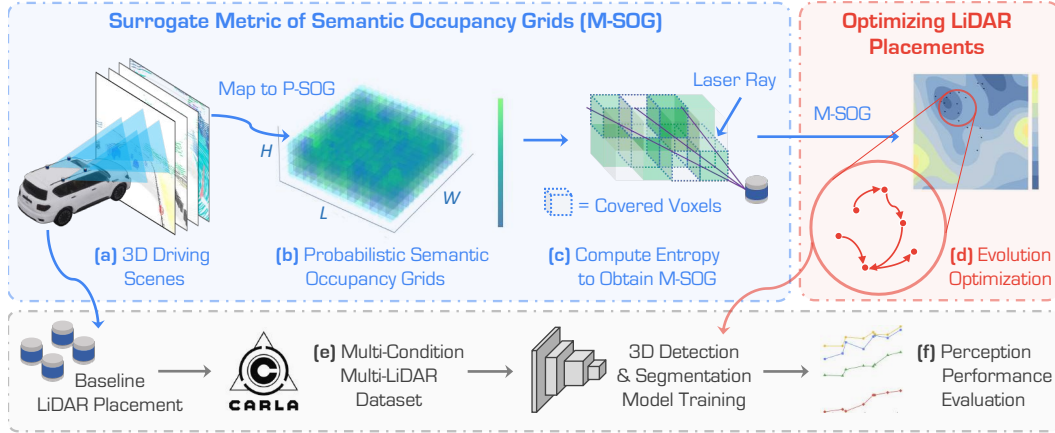 Surrogate Metric of Semantic Occupancy Grids (M-SOG)
Map to P-SOG
H
L
W
Laser Ray
= Covered Voxels
(a) 3D Driving
Scenes
(b) Probabilistic Semantic
Occupancy Grids
(c) Compute Entropy
to Obtain M-SOG
Optimizing LiDAR
Placements
M-SOG
(d) Evolution
Optimization
Baseline
LiDAR Placement
CARLA
(e) Multi-Condition
Multi-LiDAR
Dataset
3D Detection
& Segmentation
Model Training
(f) Perception
Performance
Evaluation